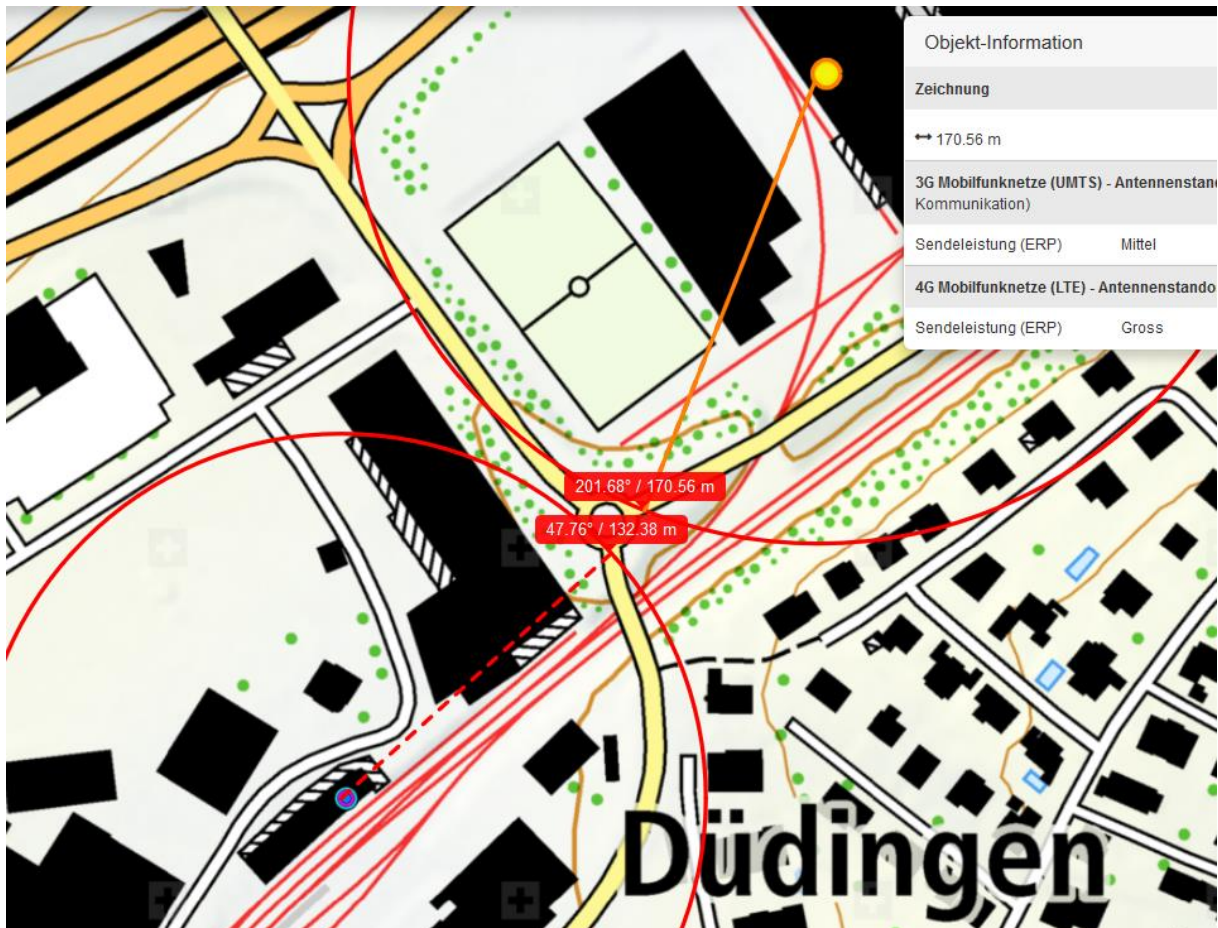 Objekt-Information
Zeichnung
170.56 m
3G Mobilfunknetze (UMTS) - Antennenstand
Kommunikation)
Sendeleistung (ERP) Mittel
4G Mobilfunknetze (LTE) - Antennenstando
Sendeleistung (ERP) Gross
201.68° / 170.56 m
47.76° / 132.38 m
Düdingen